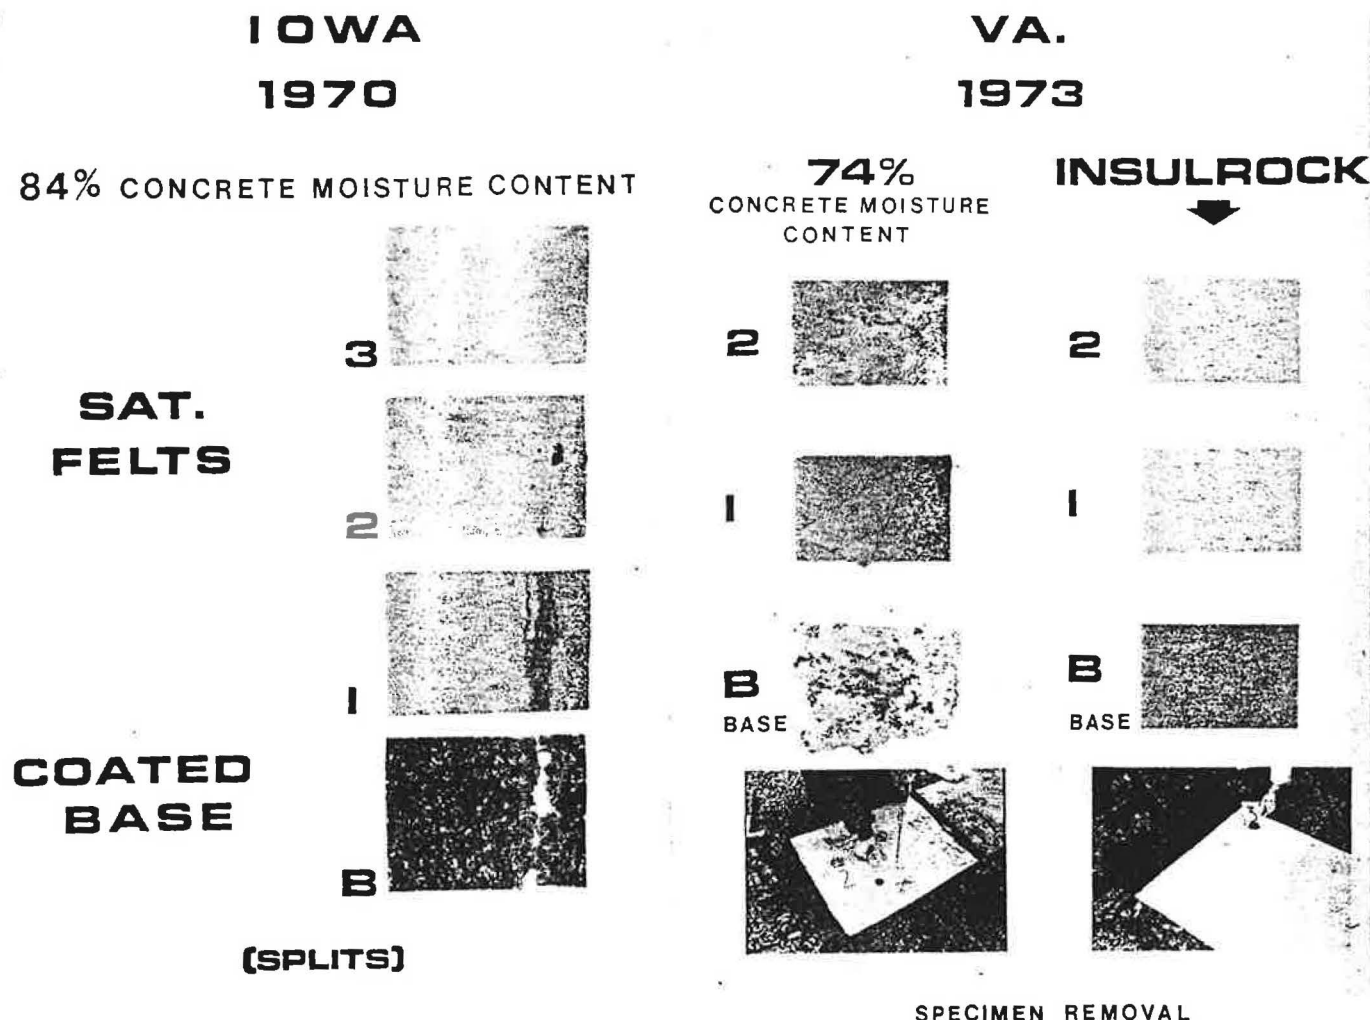 IOWA
1970
84% CONCRETE MOISTURE CONTENT
3
SAT.
FELTS
2
1
COATED
BASE
B
(SPLITS)
VA.
1973
74%
CONCRETE MOISTURE
CONTENT
INSULROCK
2
2
1
1
B
BASE
B
BASE
SPECIMEN REMOVAL